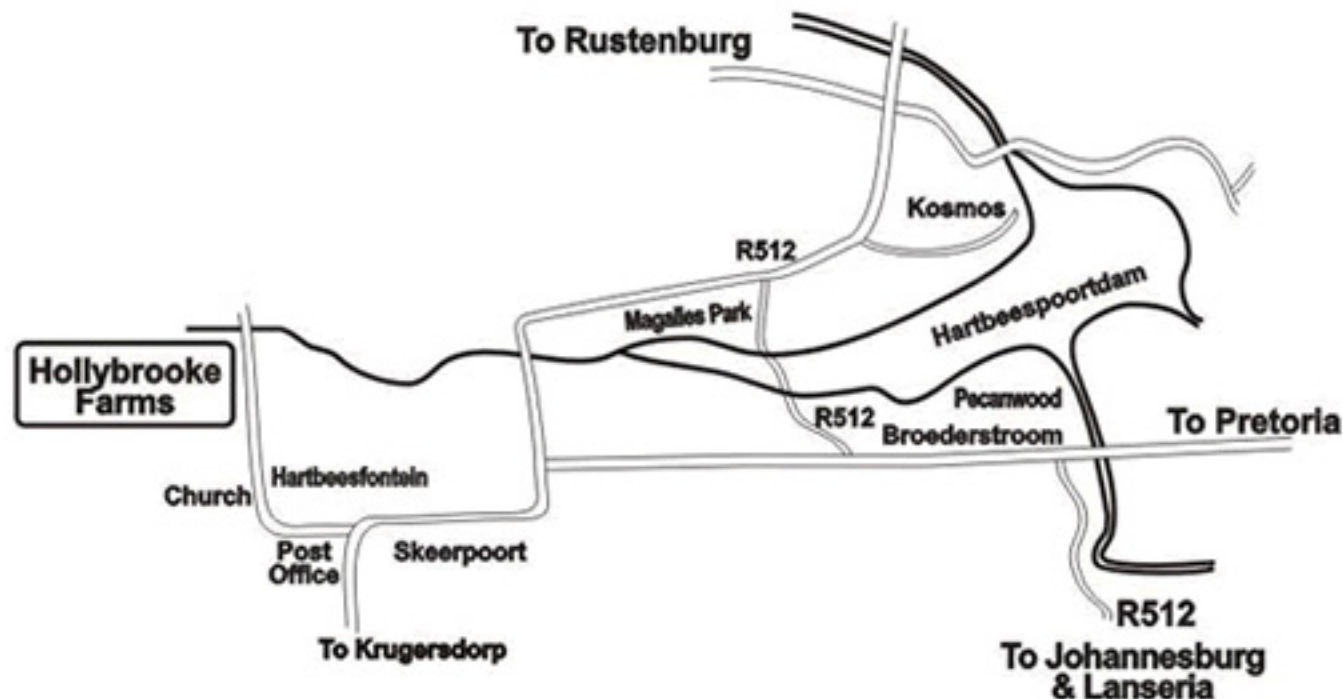 To Rustenburg
Kosmos
R512
Magalles Park
Hartbeespoortdam
Hollybrooke
Farms
R512
Pecanwood
Broederstroom
To Pretoria
Hartbeesfontein
Church
Post
Office
Skeerpoort
To Krugersdorp
R512
To Johannesburg
& Lanseria